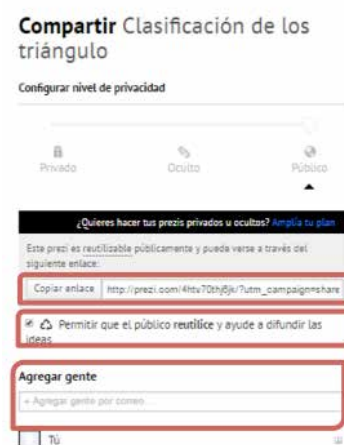 Compartir Clasificación de los
triángulo
Configurar nivel de privacidad
Privado Oculto Público
¿Quieres hacer tus prezis privados u ocultos? Amplía tu plan
Este prezi es reutilizable públicamente y puede verse a través del
siguiente enlace:
Copiar enlace http://prezi.com/4htv70thj6jk/?utm_campaign=share
Permitir que el público reutilice y ayude a difundir las
ideas
Agregar gente
+ Agregar gente por correo...
Tú